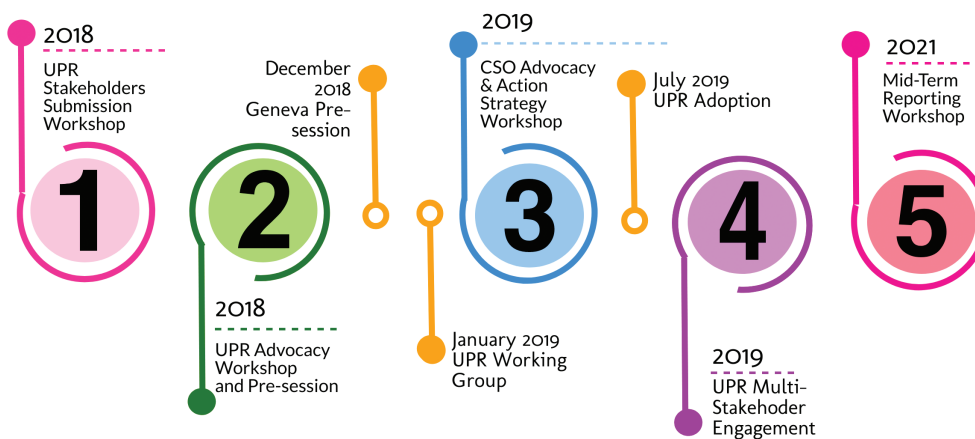 2018
UPR
Stakeholders
Submission
Workshop
1
2
2018
UPR Advocacy
Workshop
and Pre-session
December
2018
Geneva Pre-
session
January 2019
UPR Working
Group
2019
CSO Advocacy
& Action
Strategy
Workshop
3
July 2019
UPR Adoption
4
2019
UPR Multi-
Stakehoder
Engagement
2021
Mid-Term
Reporting
Workshop
5